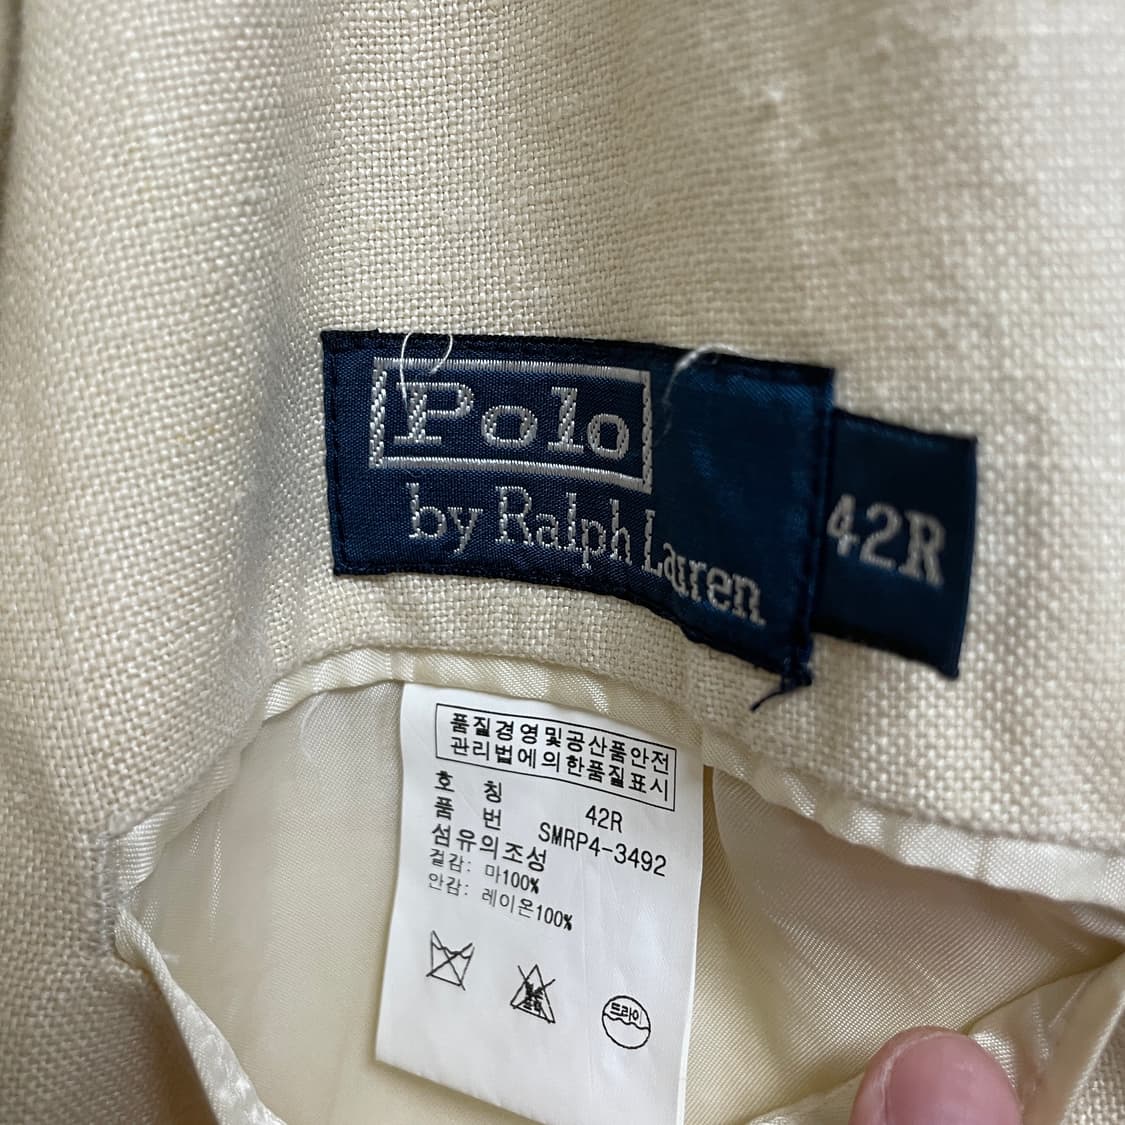 Polo
by Ralph Lauren
42R
품질경영및공산품안전
관리법에의한품질표시
호 칭 42R
품 번 SMRP4-3492
섬유의조성
겉감: 마100%
안감: 레이온100%
드라이